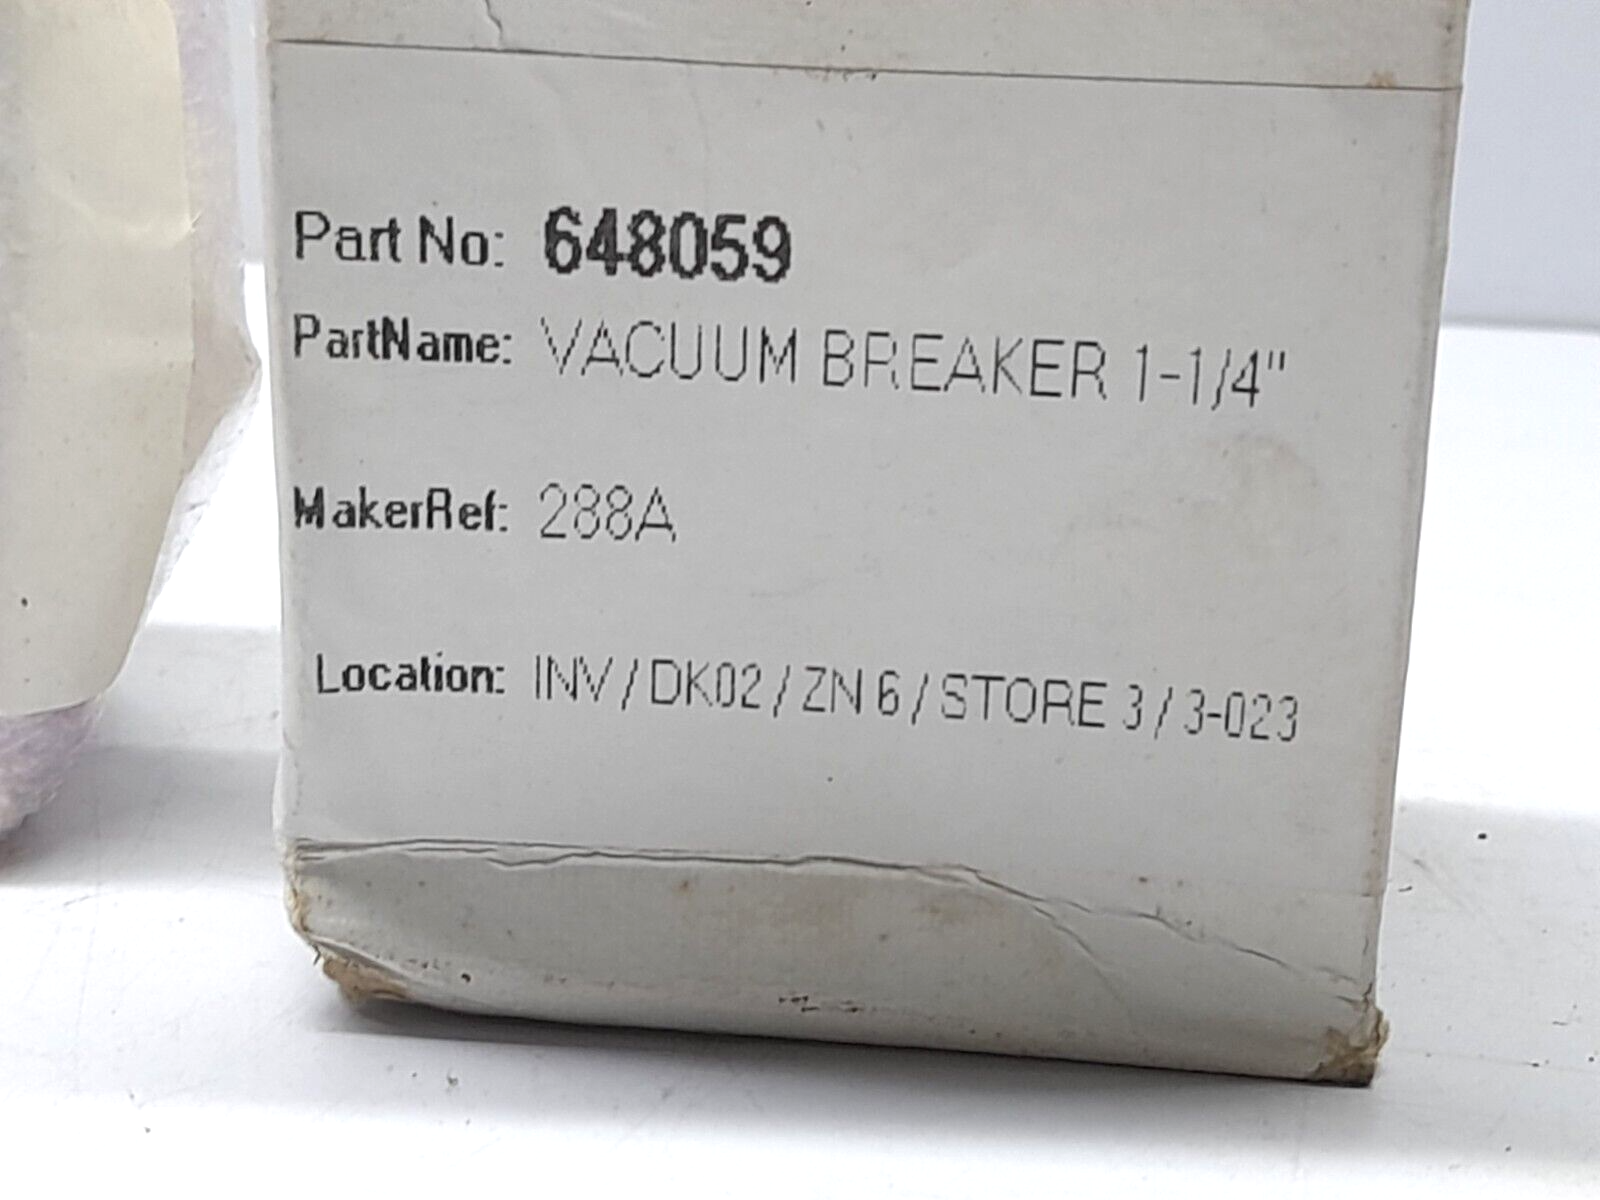 Part No: 648059
PartName: VACUUM BREAKER 1-1/4"
MakerRef: 288A
Location: INV / DK02 / ZN 6 / STORE 3 / 3-023